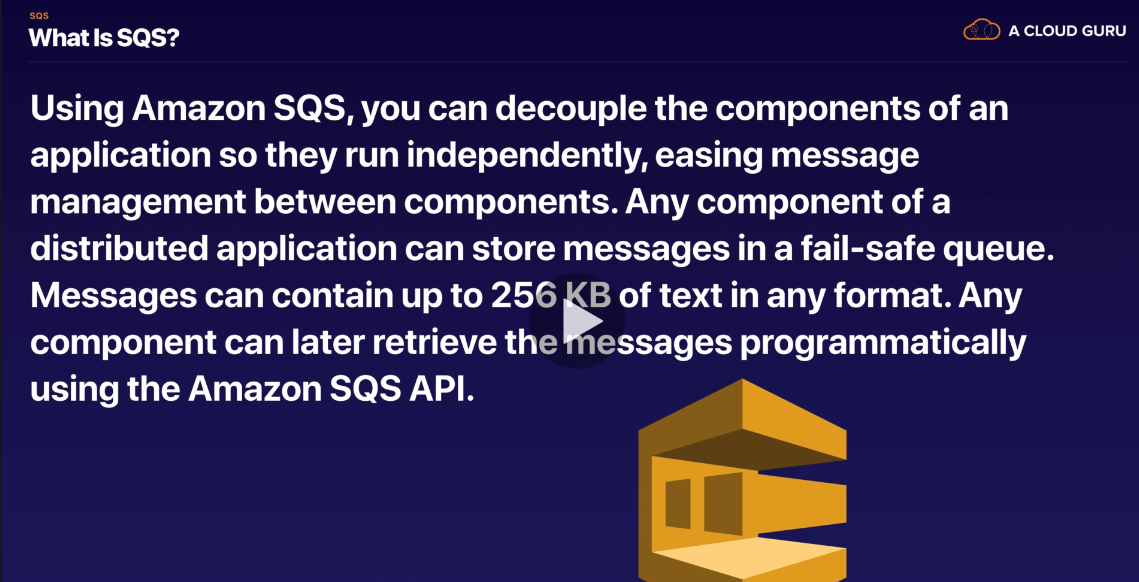 SQS
What Is SQS?
A CLOUD GURU
Using Amazon SQS, you can decouple the components of an
application so they run independently, easing message
management between components. Any component of a
distributed application can store messages in a fail-safe queue.
Messages can contain up to 256 KB of text in any format. Any
component can later retrieve the messages programmatically
using the Amazon SQS API.